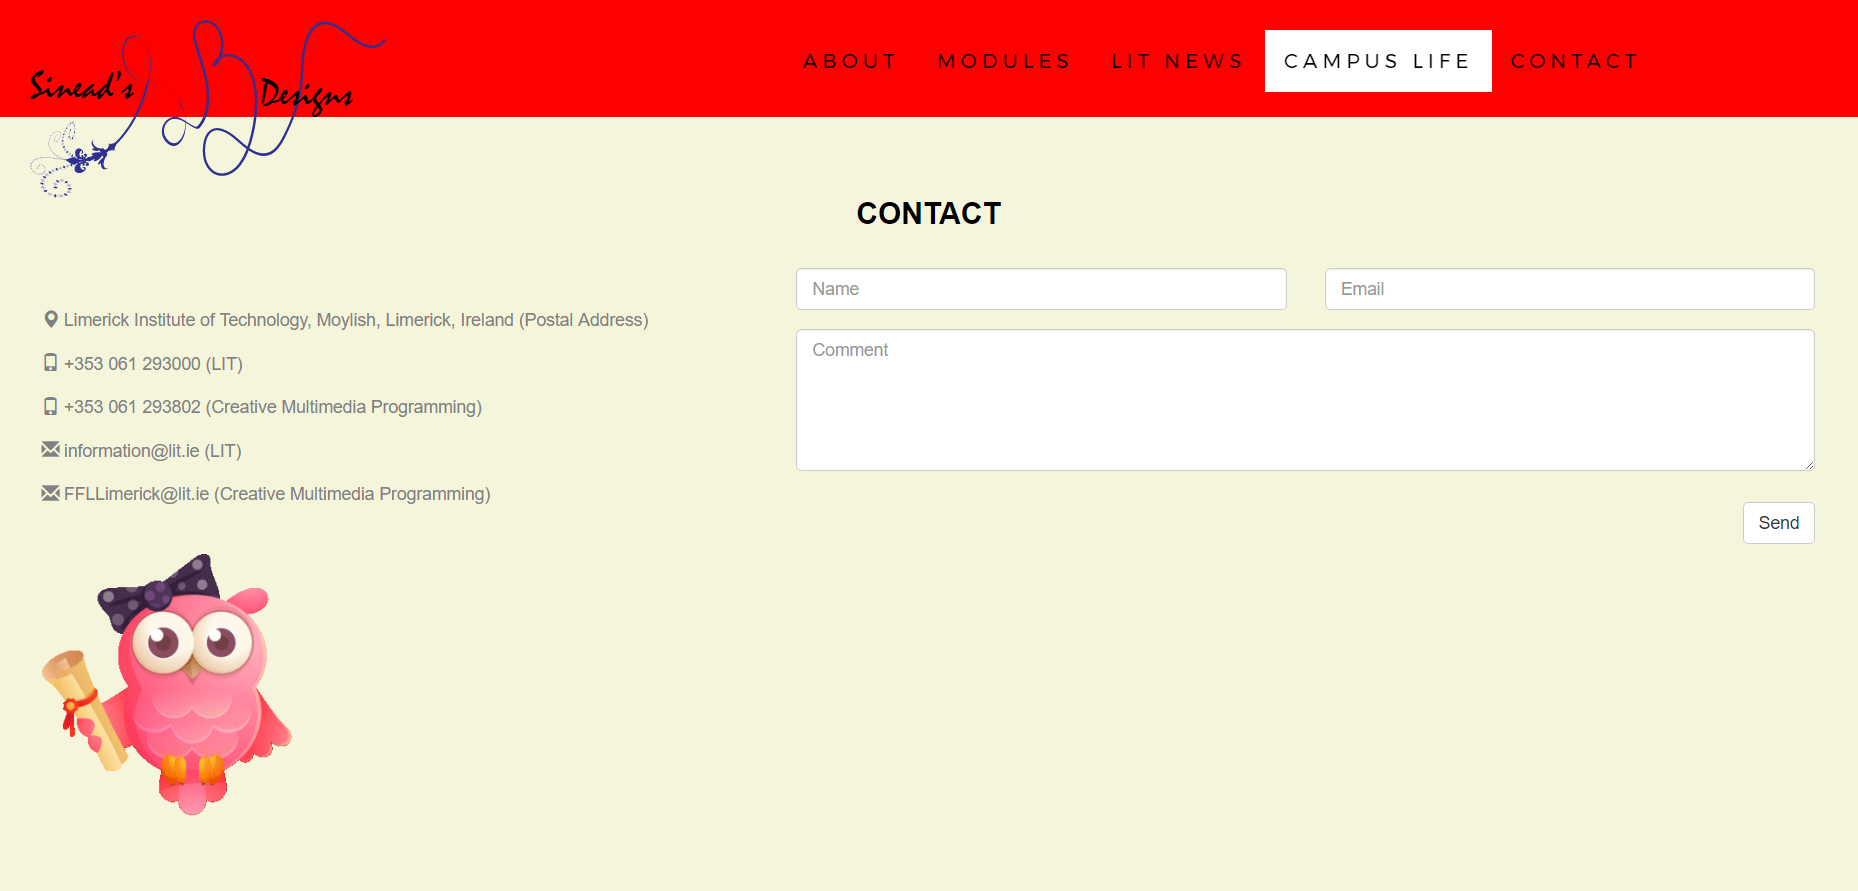 Sinead's Designs
ABOUT MODULES LIT NEWS CAMPUS LIFE CONTACT
CONTACT
Name Email
Comment
Send
Limerick Institute of Technology, Moylish, Limerick, Ireland (Postal Address)
+353 061 293000 (LIT)
+353 061 293802 (Creative Multimedia Programming)
information@lit.ie (LIT)
FFLLimerick@lit.ie (Creative Multimedia Programming)